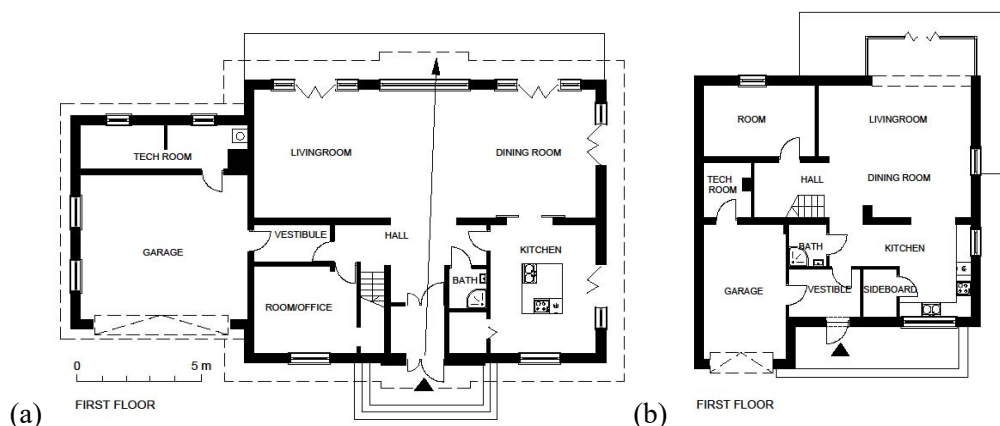 TECH ROOM
LIVINGROOM
DINING ROOM
GARAGE
VESTIBULE
HALL
KITCHEN
BATH
ROOM/OFFICE
0 5 m
(a)
FIRST FLOOR
ROOM
LIVINGROOM
TECH
ROOM
HALL
DINING ROOM
BATH
KITCHEN
GARAGE
VESTIBLE
SIDEBOARD
(b)
FIRST FLOOR